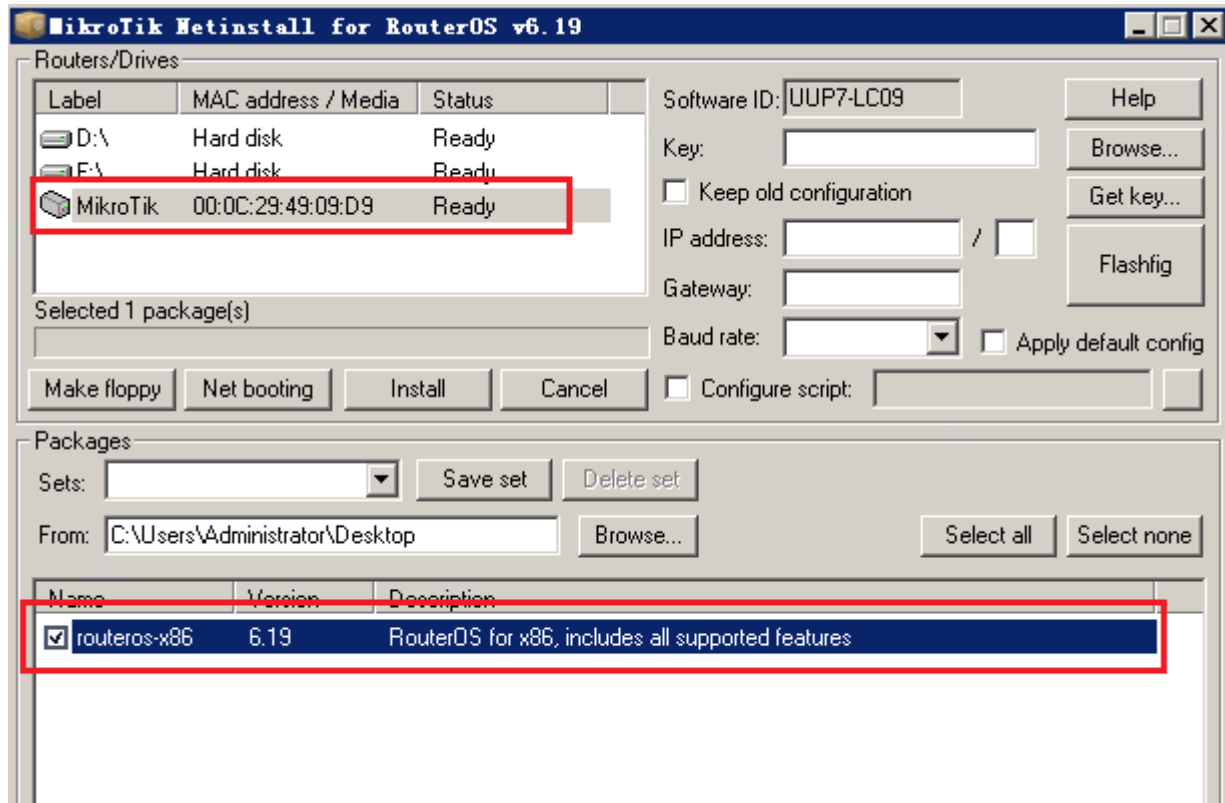 MikroTik Netinstall for RouterOS v6.19
Routers/Drives
Label MAC address / Media Status
D:\ Hard disk Ready
F:\ Hard disk Ready
MikroTik 00:0C:29:49:09:D9 Ready
Selected 1 package(s)
Make floppy Net booting Install Cancel
Software ID: UUP7-LC09 Help
Key: Browse...
Keep old configuration Get key...
IP address: /
Flashfig
Gateway:
Baud rate: Apply default config
Configure script:
Packages
Sets: Save set Delete set
From: C:\Users\Administrator\Desktop Browse... Select all Select none
Name Version Description
routeros-x86 6.19 RouterOS for x86, includes all supported features